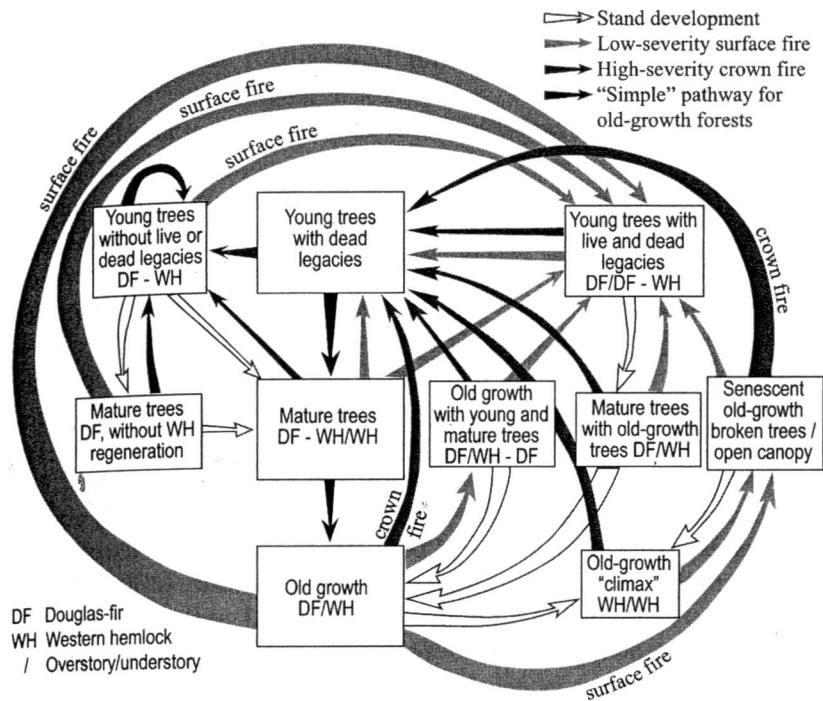 Stand development
Low-severity surface fire
High-severity crown fire
"Simple" pathway for
old-growth forests
surface fire
surface fire
surface fire
Young trees
without live or
dead legacies
DF - WH
Young trees
with dead
legacies
Young trees with
live and dead
legacies
DF/DF - WH
crown fire
Mature trees
DF, without WH
regeneration
Mature trees
DF - WH/WH
Old growth
with young and
mature trees
DF/WH - DF
Mature trees
with old-growth
trees DF/WH
Senescent
old-growth
broken trees /
open canopy
crown
fire
Old growth
DF/WH
Old-growth
"climax"
WH/WH
surface fire
DF Douglas-fir
WH Western hemlock
/ Overstory/understory